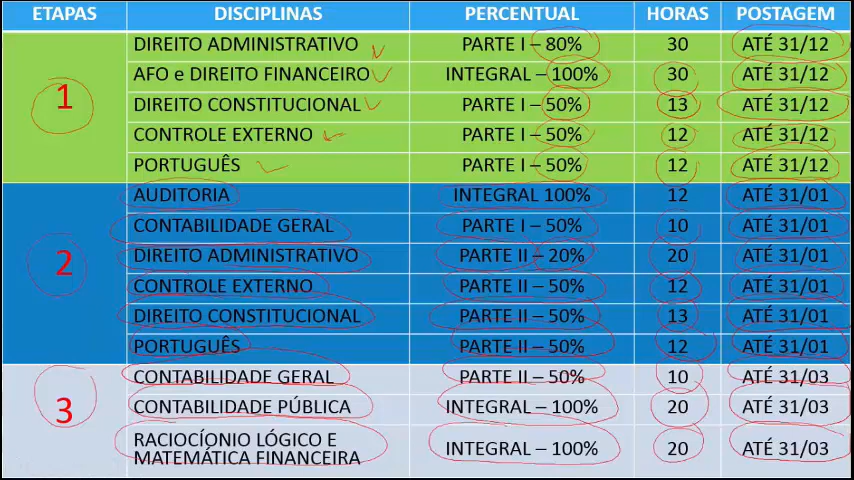 ETAPAS DISCIPLINAS PERCENTUAL HORAS POSTAGEM
1
DIREITO ADMINISTRATIVO PARTE I – 80% 30 ATÉ 31/12
AFO e DIREITO FINANCEIRO INTEGRAL – 100% 30 ATÉ 31/12
DIREITO CONSTITUCIONAL PARTE I – 50% 13 ATÉ 31/12
CONTROLE EXTERNO PARTE I – 50% 12 ATÉ 31/12
PORTUGUÊS PARTE I – 50% 12 ATÉ 31/12
2
AUDITORIA INTEGRAL 100% 12 ATÉ 31/01
CONTABILIDADE GERAL PARTE I – 50% 10 ATÉ 31/01
DIREITO ADMINISTRATIVO PARTE II – 20% 20 ATÉ 31/01
CONTROLE EXTERNO PARTE II – 50% 12 ATÉ 31/01
DIREITO CONSTITUCIONAL PARTE II – 50% 13 ATÉ 31/01
PORTUGUÊS PARTE II – 50% 12 ATÉ 31/01
3
CONTABILIDADE GERAL PARTE II – 50% 10 ATÉ 31/03
CONTABILIDADE PÚBLICA INTEGRAL – 100% 20 ATÉ 31/03
RACIOCÍONIO LÓGICO E
MATEMÁTICA FINANCEIRA INTEGRAL – 100% 20 ATÉ 31/03